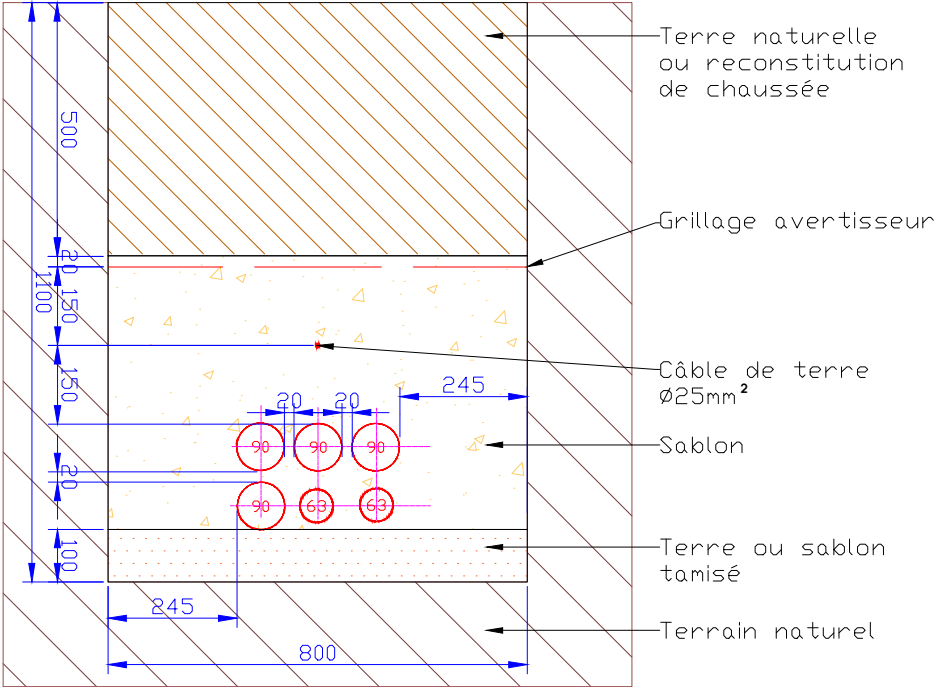 Terre naturelle
ou reconstitution
de chaussée
500
Grillage avertisseur
20
150
1100
Câble de terre
Ø25mm²
150
245
20 20
Sablon
90 90 90
20
90 63 63
Terre ou sablon
tamisé
100
245
Terrain naturel
800